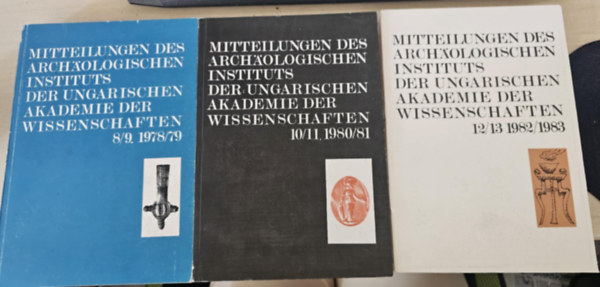 MITTEILUNGEN DES
ARCHÄOLOGISCHEN
INSTITUTS
DER UNGARISCHEN
AKADEMIE DER
WISSENSCHAFTEN
8/9, 1978/79
MITTEILUNGEN DES
ARCHÄOLOGISCHEN
INSTITUTS
DER UNGARISCHEN
AKADEMIE DER
WISSENSCHAFTEN
10/11, 1980/81
MITTEILUNGEN DES
ARCHÄOLOGISCHEN
INSTITUTS
DER UNGARISCHEN
AKADEMIE DER
WISSENSCHAFTEN
12/13 1982/1983